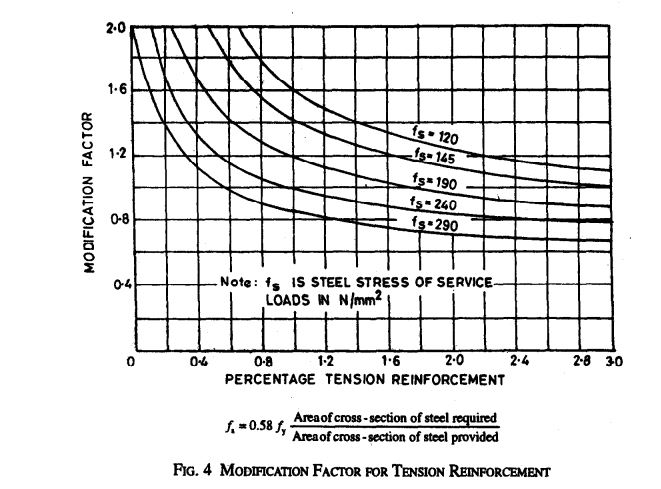 2·0
1·6
1·2
0·8
0·4
MODIFICATION FACTOR
fs = 120
fs = 145
fs = 190
fs = 240
fs = 290
Note: fs IS STEEL STRESS OF SERVICE
LOADS IN N/mm2
0 0·4 0·8 1·2 1·6 2·0 2·4 2·8 3·0
PERCENTAGE TENSION REINFORCEMENT
fs = 0.58 fy Area of cross-section of steel required
Area of cross-section of steel provided
FIG. 4 MODIFICATION FACTOR FOR TENSION REINFORCEMENT